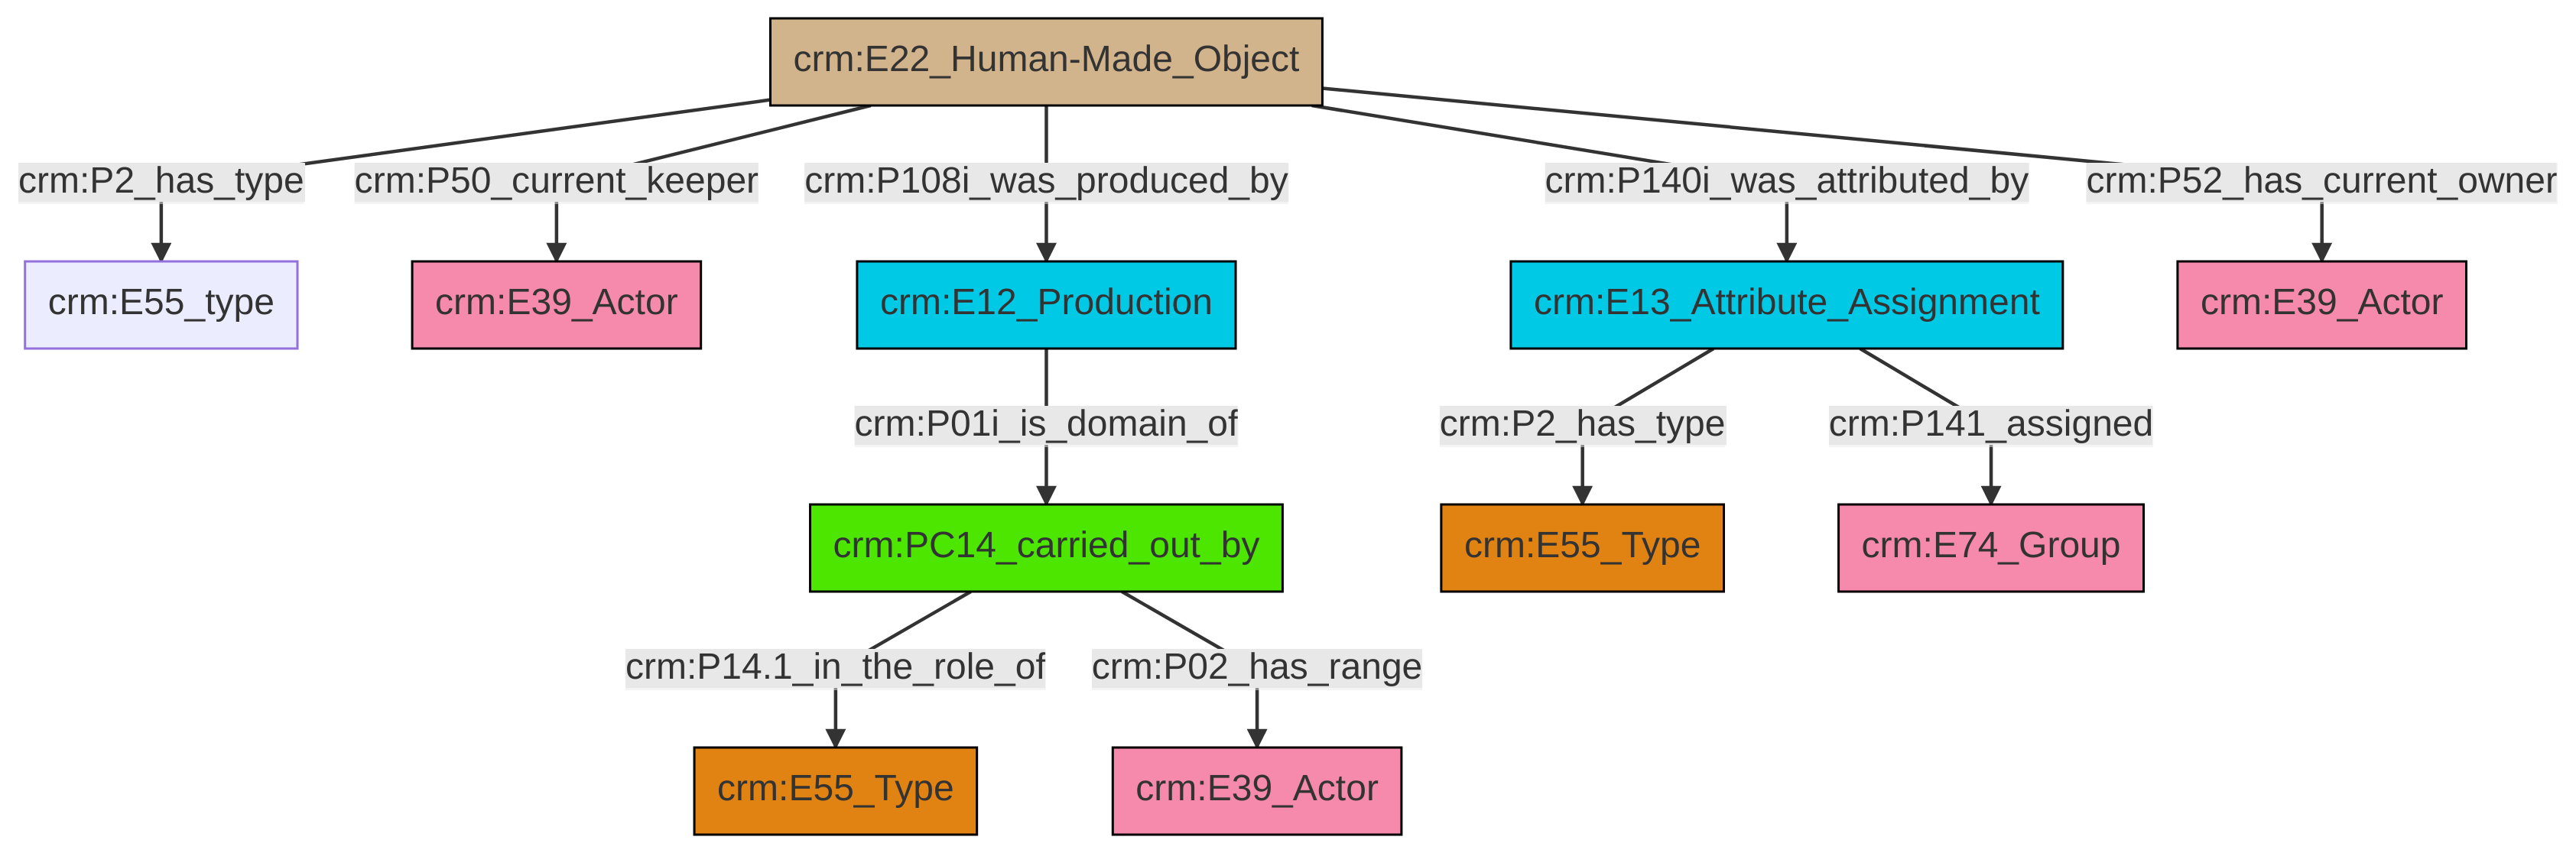 crm:E22_Human-Made_Object
crm:P2_has_type
crm:P50_current_keeper
crm:P108i_was_produced_by
crm:P140i_was_attributed_by
crm:P52_has_current_owner
crm:E55_type
crm:E39_Actor
crm:E12_Production
crm:E13_Attribute_Assignment
crm:E39_Actor
crm:P01i_is_domain_of
crm:P2_has_type
crm:P141_assigned
crm:PC14_carried_out_by
crm:E55_Type
crm:E74_Group
crm:P14.1_in_the_role_of
crm:P02_has_range
crm:E55_Type
crm:E39_Actor